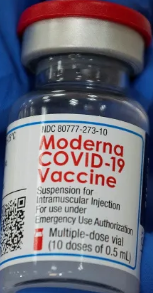 NDC 80777-273-10
Moderna
COVID-19
Vaccine
Suspension for
Intramuscular Injection
For use under
Emergency Use Authorization
Multiple-dose vial
(10 doses of 0.5 mL)